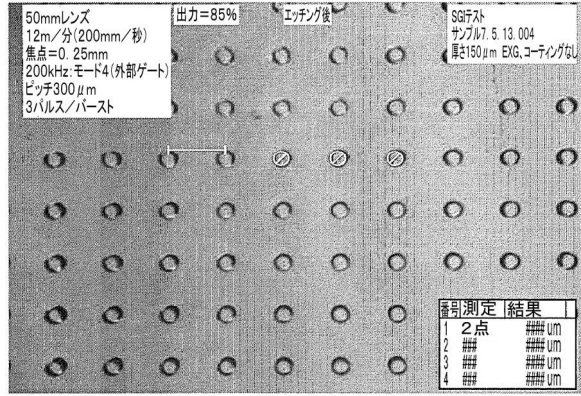 50mmレンズ
12m/分(200mm/秒)
焦点=0.25mm
200kHz:モード4(外部ゲート)
ピッチ300μm
3パルス/バースト
出力=85%
エッチング後
SGIテスト
サンプル7.5.13.004
厚さ150μm EXG、コーティングなし
番号 測定 結果
1 2点 ### um
2 ### ### um
3 ### ### um
4 ### ### um